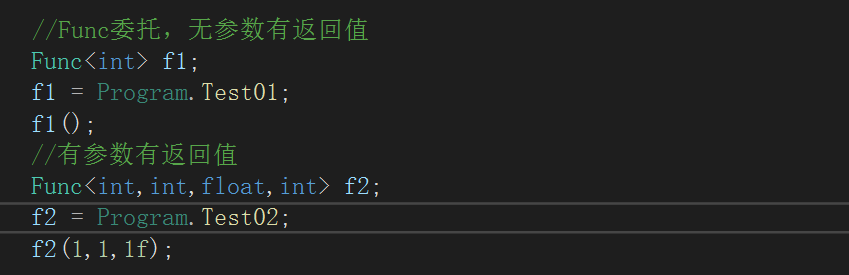 //Func委托，无参数有返回值
Func<int> f1;
f1 = Program.Test01;
f1();
//有参数有返回值
Func<int,int,float,int> f2;
f2 = Program.Test02;
f2(1,1,1f);